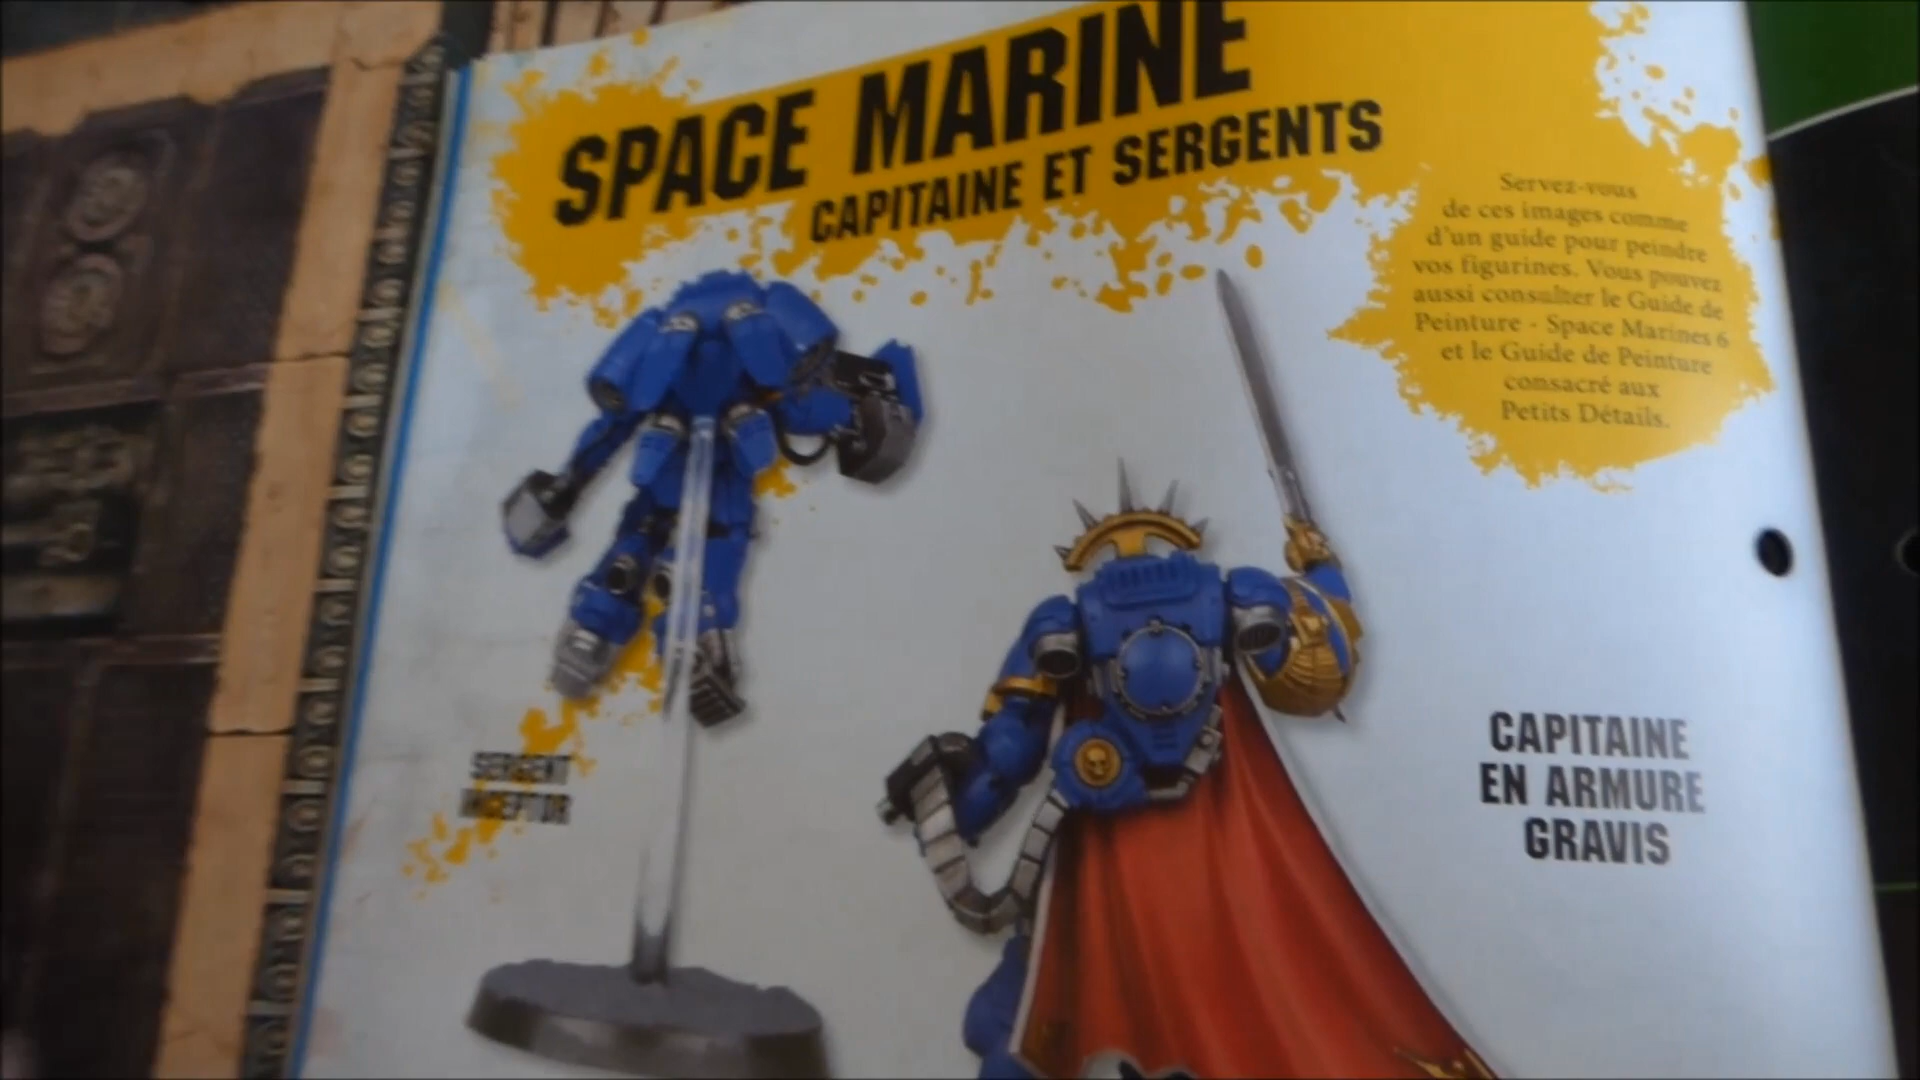 SPACE MARINE
CAPITAINE ET SERGENTS
Servez-vous
de ces images comme
d'un guide pour peindre
vos figurines. Vous pouvez
aussi consulter le Guide de
Peinture - Space Marines 6
et le Guide de Peinture
consacré aux
Petits Détails.
SERGENT
INCEPTOR
CAPITAINE
EN ARMURE
GRAVIS